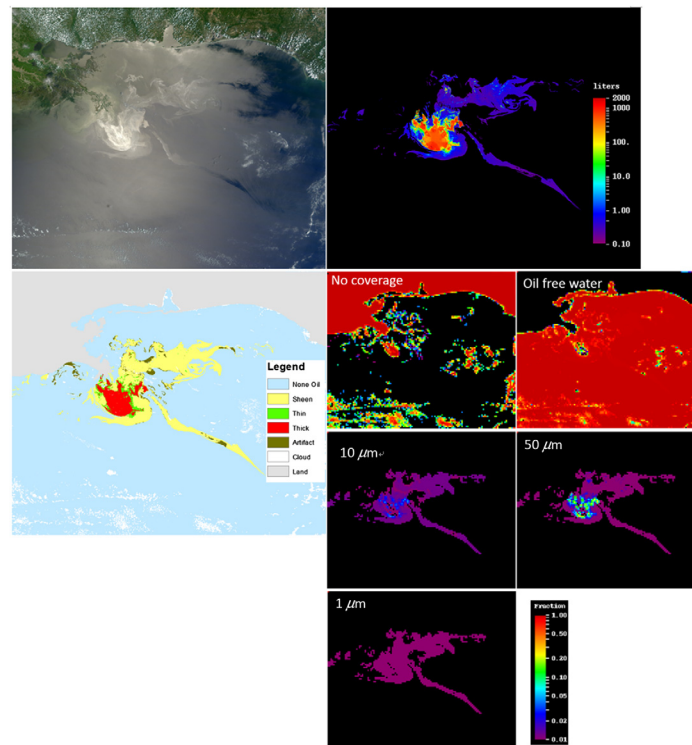 liters
2000
1000
100.
10.0
1.00
0.10
No coverage
Oil free water
Legend
None Oil
Sheen
Thin
Thick
Artifact
Cloud
Land
10 μm↵
50 μm
1 μm
Fraction
1.00
0.50
0.20
0.10
0.05
0.02
0.01